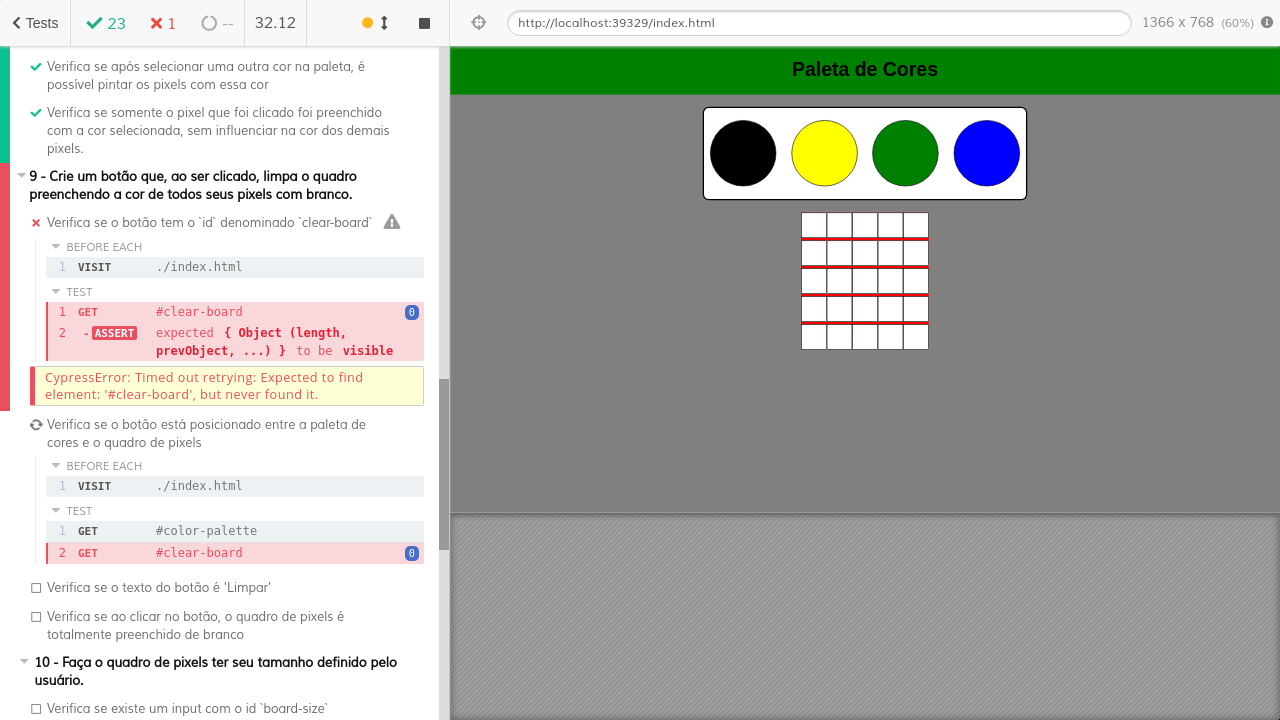 Tests
23
1
--
32.12
http://localhost:39329/index.html
1366 x 768 (60%)
Verifica se após selecionar uma outra cor na paleta, é
possível pintar os pixels com essa cor
Verifica se somente o pixel que foi clicado foi preenchido
com a cor selecionada, sem influenciar na cor dos demais
pixels.
9 - Crie um botão que, ao ser clicado, limpa o quadro
preenchendo a cor de todos seus pixels com branco.
Verifica se o botão tem o `id` denominado `clear-board`
BEFORE EACH
1 VISIT ./index.html
TEST
1 GET #clear-board 0
2 - ASSERT expected { Object (length,
prevObject, ...) } to be visible
CypressError: Timed out retrying: Expected to find
element: '#clear-board', but never found it.
Verifica se o botão está posicionado entre a paleta de
cores e o quadro de pixels
BEFORE EACH
1 VISIT ./index.html
TEST
1 GET #color-palette
2 GET #clear-board 0
Verifica se o texto do botão é 'Limpar'
Verifica se ao clicar no botão, o quadro de pixels é
totalmente preenchido de branco
10 - Faça o quadro de pixels ter seu tamanho definido pelo
usuário.
Verifica se existe um input com o id `board-size`
Paleta de Cores